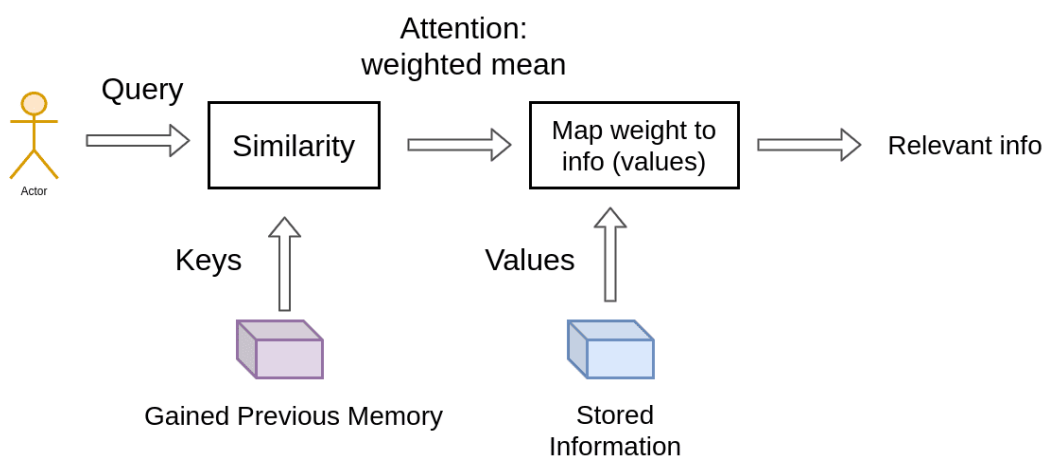 Attention:
weighted mean
Query
Similarity
Map weight to
info (values)
Relevant info
Actor
Keys
Values
Gained Previous Memory
Stored
Information